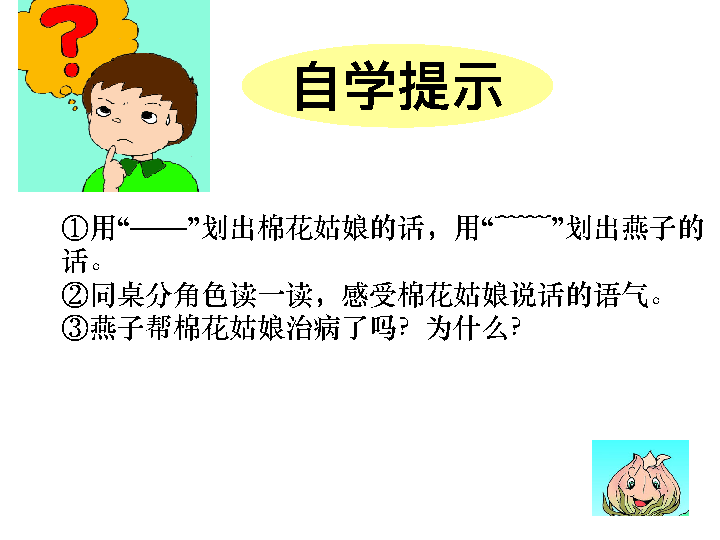 ?
自学提示
①用“——”划出棉花姑娘的话，用“﹋﹋”划出燕子的
话。
②同桌分角色读一读，感受棉花姑娘说话的语气。
③燕子帮棉花姑娘治病了吗？为什么？